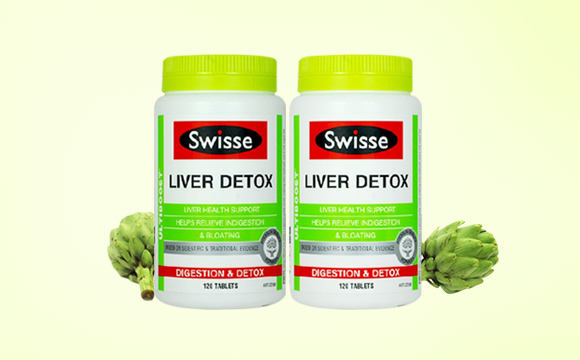 Swisse
LIVER DETOX
ULTIBOOST
LIVER HEALTH SUPPORT
HELPS RELIEVE INDIGESTION
& BLOATING
BASED ON SCIENTIFIC & TRADITIONAL EVIDENCE
DIGESTION & DETOX
120 TABLETS
Swisse
LIVER DETOX
ULTIBOOST
LIVER HEALTH SUPPORT
HELPS RELIEVE INDIGESTION
& BLOATING
BASED ON SCIENTIFIC & TRADITIONAL EVIDENCE
DIGESTION & DETOX
120 TABLETS